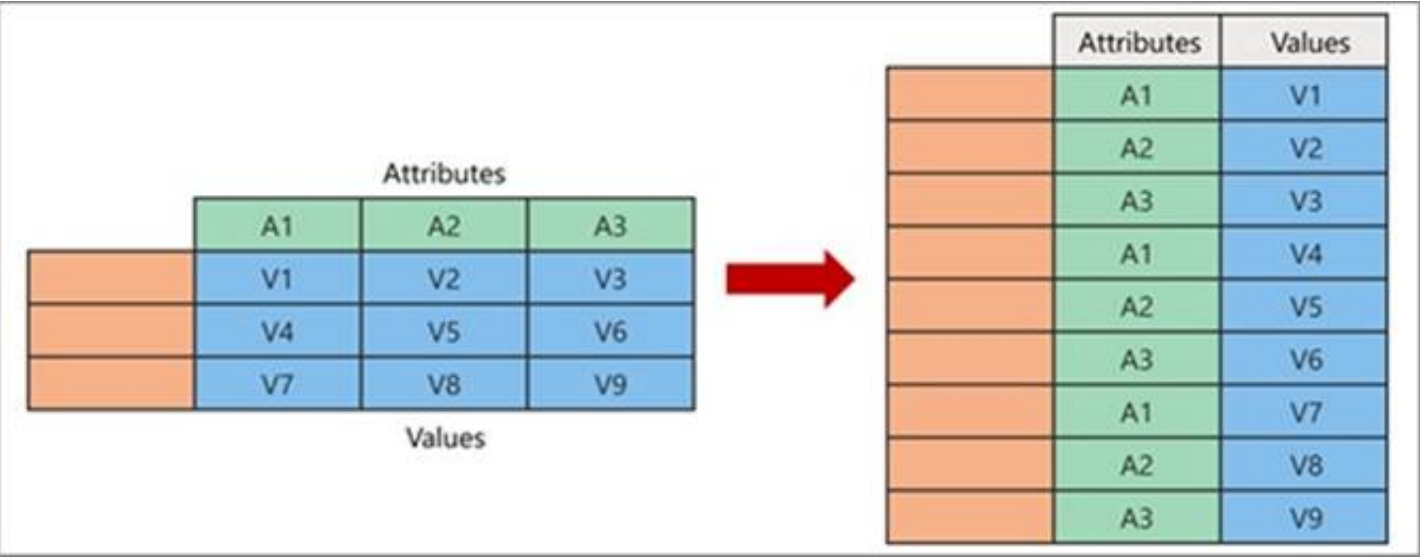 Attributes
A1 A2 A3
V1 V2 V3
V4 V5 V6
V7 V8 V9
Values
Attributes Values
A1 V1
A2 V2
A3 V3
A1 V4
A2 V5
A3 V6
A1 V7
A2 V8
A3 V9